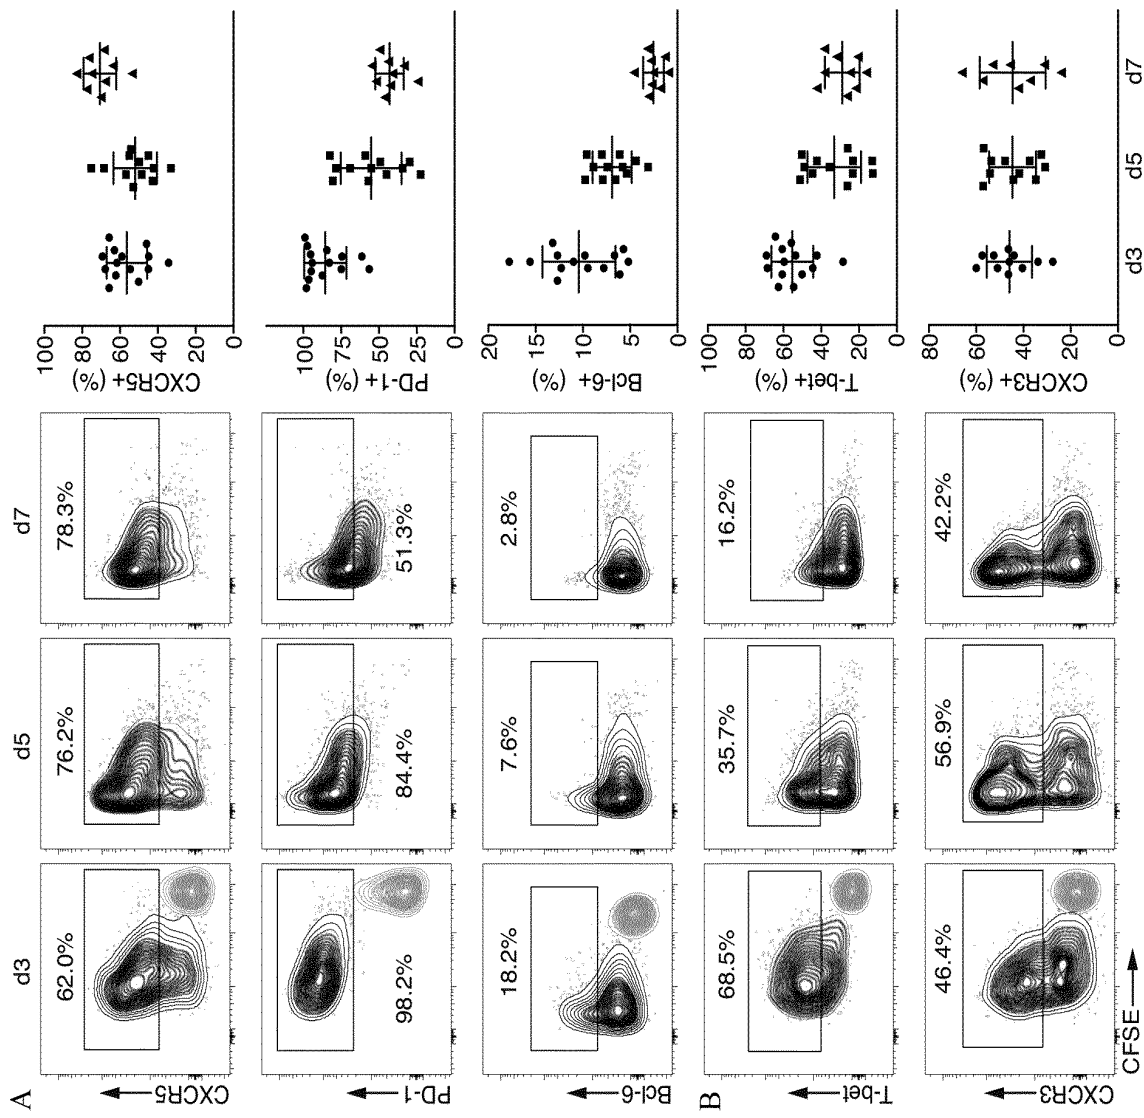 A
d3 d5 d7
CXCR5
62.0% 76.2% 78.3%
CXCR5+ (%)
100
80
60
40
20
0
PD-1
98.2% 84.4% 51.3%
PD-1+ (%)
100
75
50
25
0
Bcl-6
18.2% 7.6% 2.8%
Bcl-6+ (%)
20
15
10
5
0
B
T-bet
68.5% 35.7% 16.2%
T-bet+ (%)
100
80
60
40
20
0
CXCR3
46.4% 56.9% 42.2%
CXCR3+ (%)
80
60
40
20
0
CFSE
d3 d5 d7